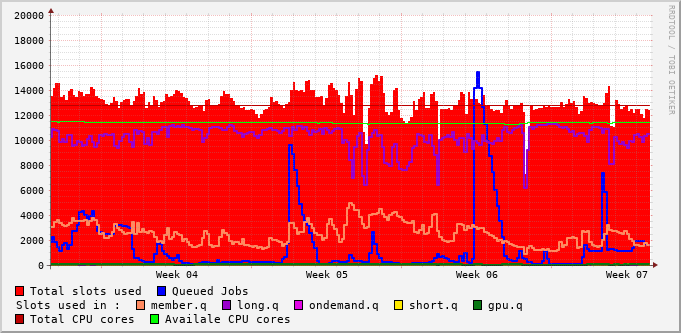 20000
18000
16000
14000
12000
10000
8000
6000
4000
2000
0
Week 04 Week 05 Week 06 Week 07
RRDTOOL / TOBI OETIKER
Total slots used Queued Jobs
Slots used in : member.q long.q ondemand.q short.q gpu.q
Total CPU cores Availale CPU cores